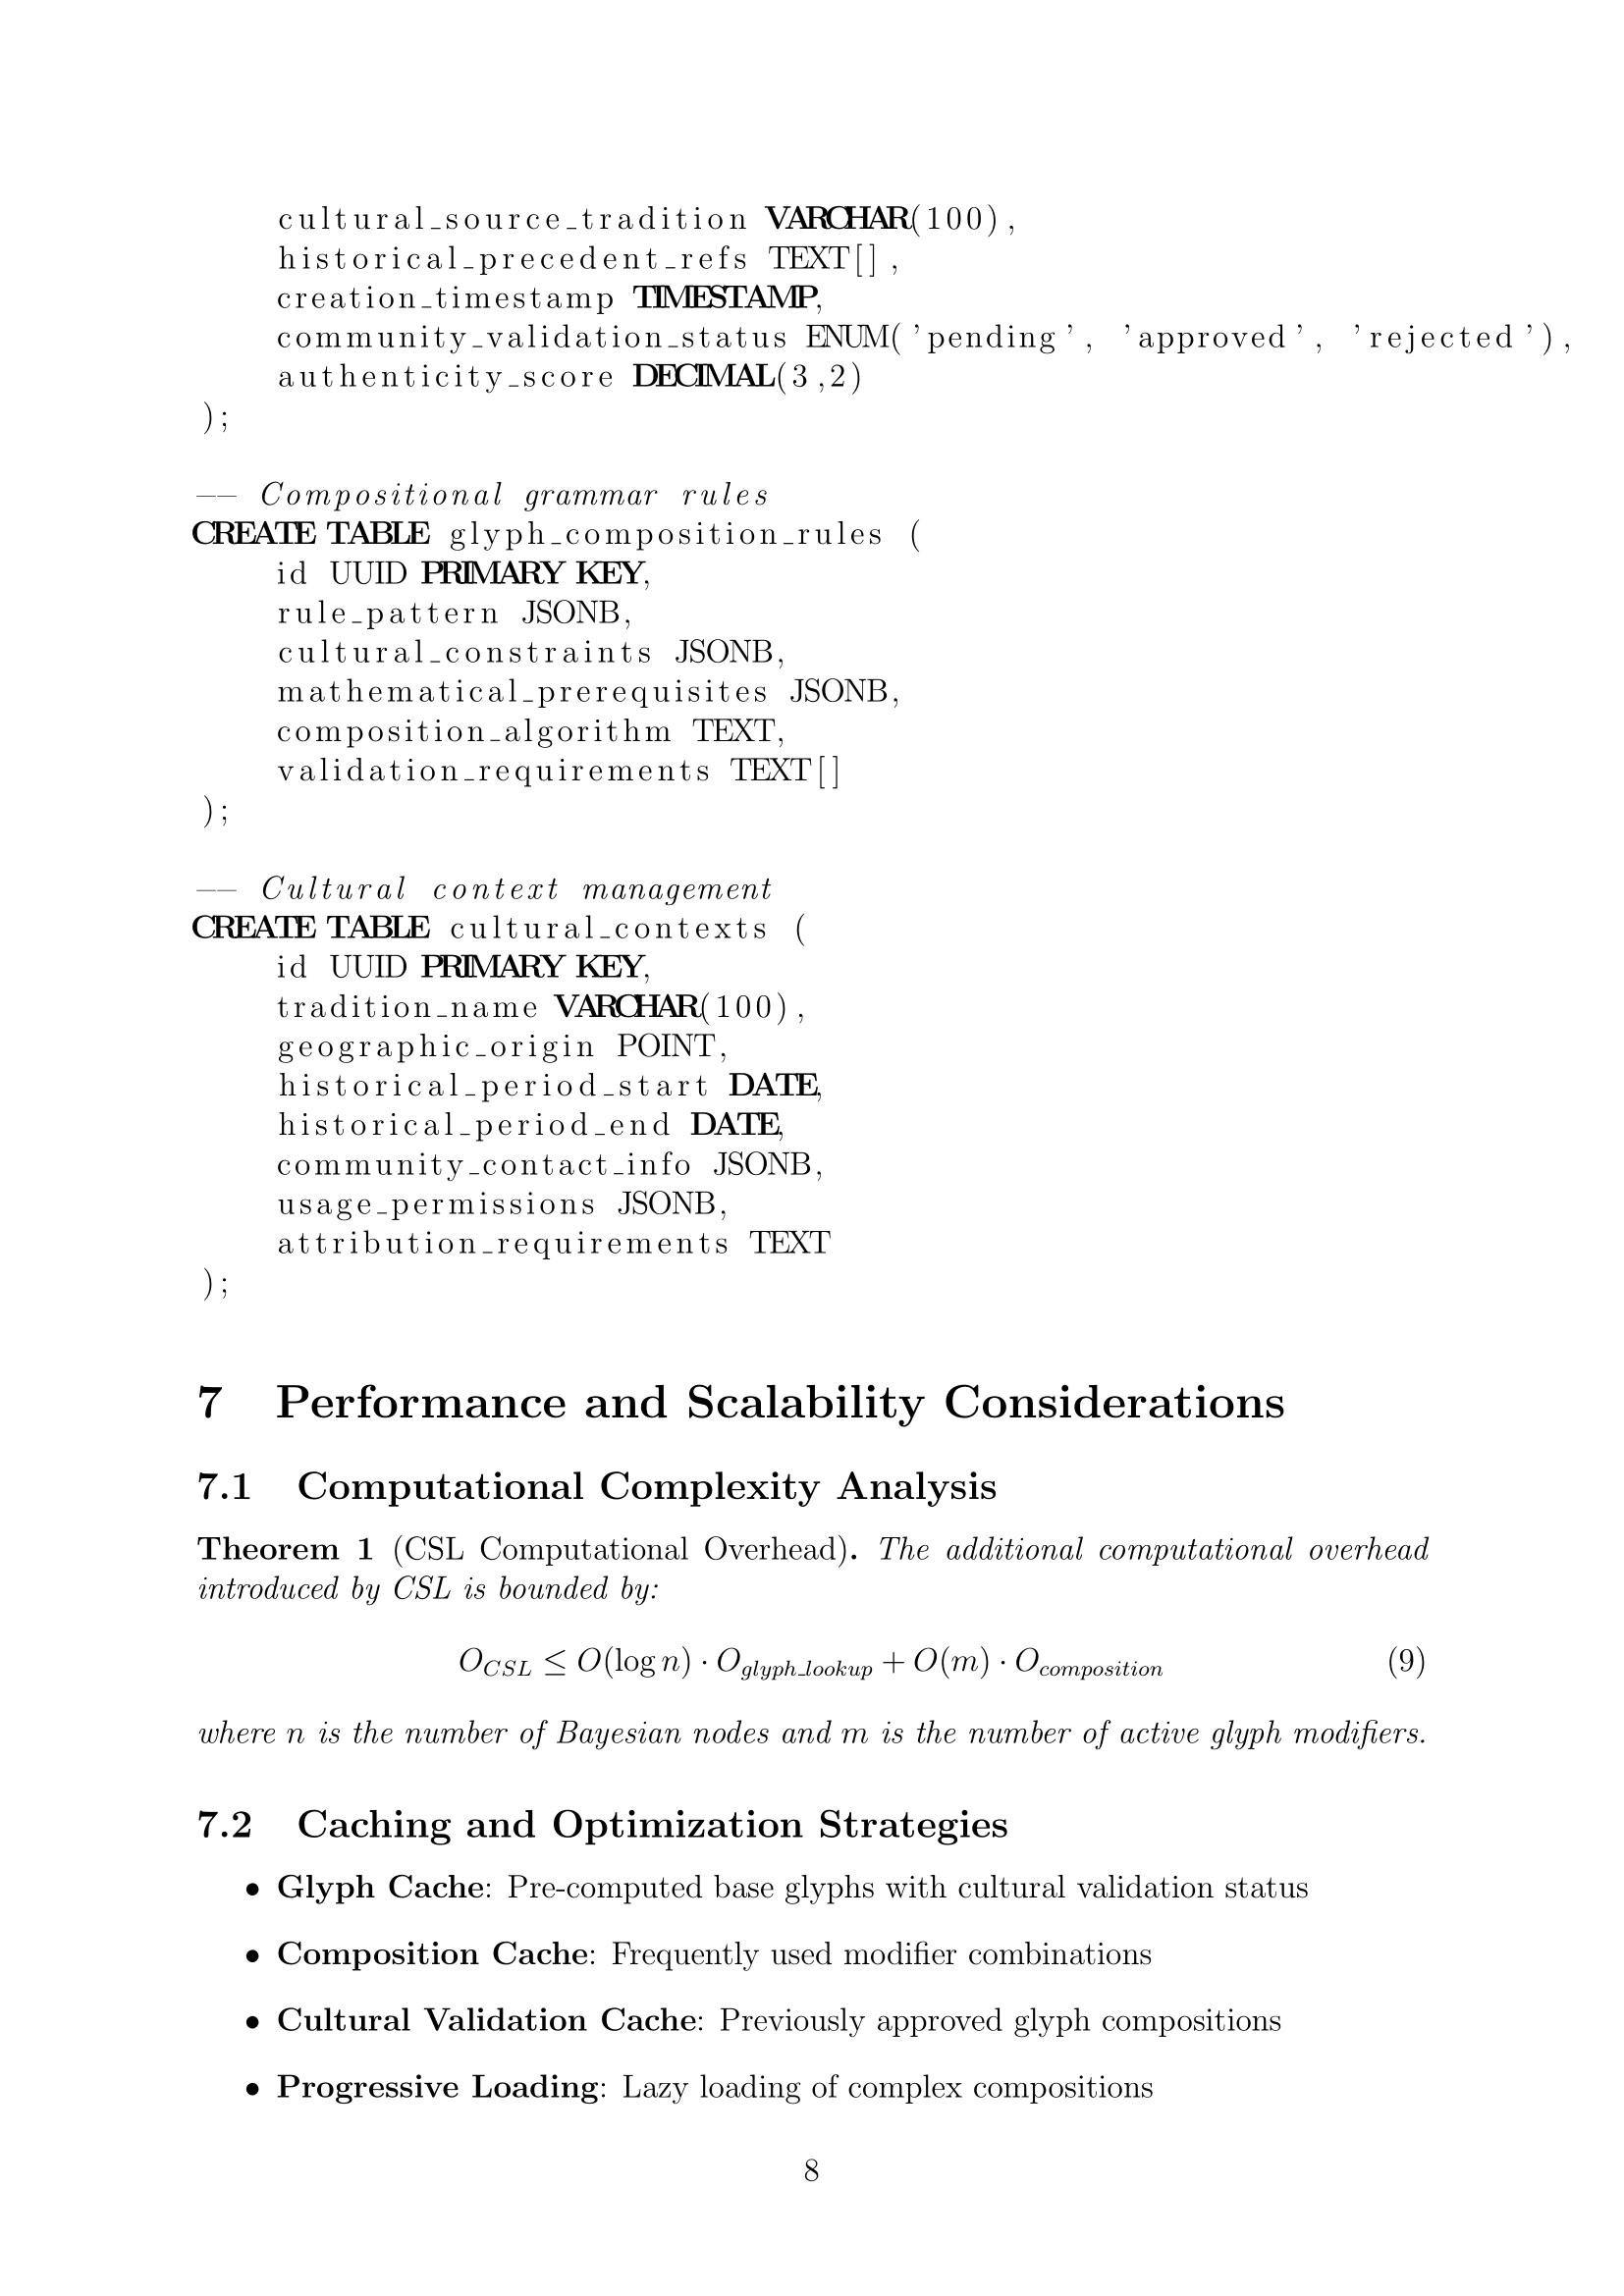 cultural_source_tradition VARCHAR(100),
historical_precedent_refs TEXT[],
creation_timestamp TIMESTAMP,
community_validation_status ENUM('pending', 'approved', 'rejected'),
authenticity_score DECIMAL(3,2)
);
-- Compositional grammar rules
CREATE TABLE glyph_composition_rules (
id UUID PRIMARY KEY,
rule_pattern JSONB,
cultural_constraints JSONB,
mathematical_prerequisites JSONB,
composition_algorithm TEXT,
validation_requirements TEXT[]
);
-- Cultural context management
CREATE TABLE cultural_contexts (
id UUID PRIMARY KEY,
tradition_name VARCHAR(100),
geographic_origin POINT,
historical_period_start DATE,
historical_period_end DATE,
community_contact_info JSONB,
usage_permissions JSONB,
attribution_requirements TEXT
);
7 Performance and Scalability Considerations
7.1 Computational Complexity Analysis
Theorem 1 (CSL Computational Overhead). The additional computational overhead
introduced by CSL is bounded by:
O_{CSL} ≤ O(log n) · O_{glyph_lookup} + O(m) · O_{composition} (9)
where n is the number of Bayesian nodes and m is the number of active glyph modifiers.
7.2 Caching and Optimization Strategies
• Glyph Cache: Pre-computed base glyphs with cultural validation status
• Composition Cache: Frequently used modifier combinations
• Cultural Validation Cache: Previously approved glyph compositions
• Progressive Loading: Lazy loading of complex compositions
8